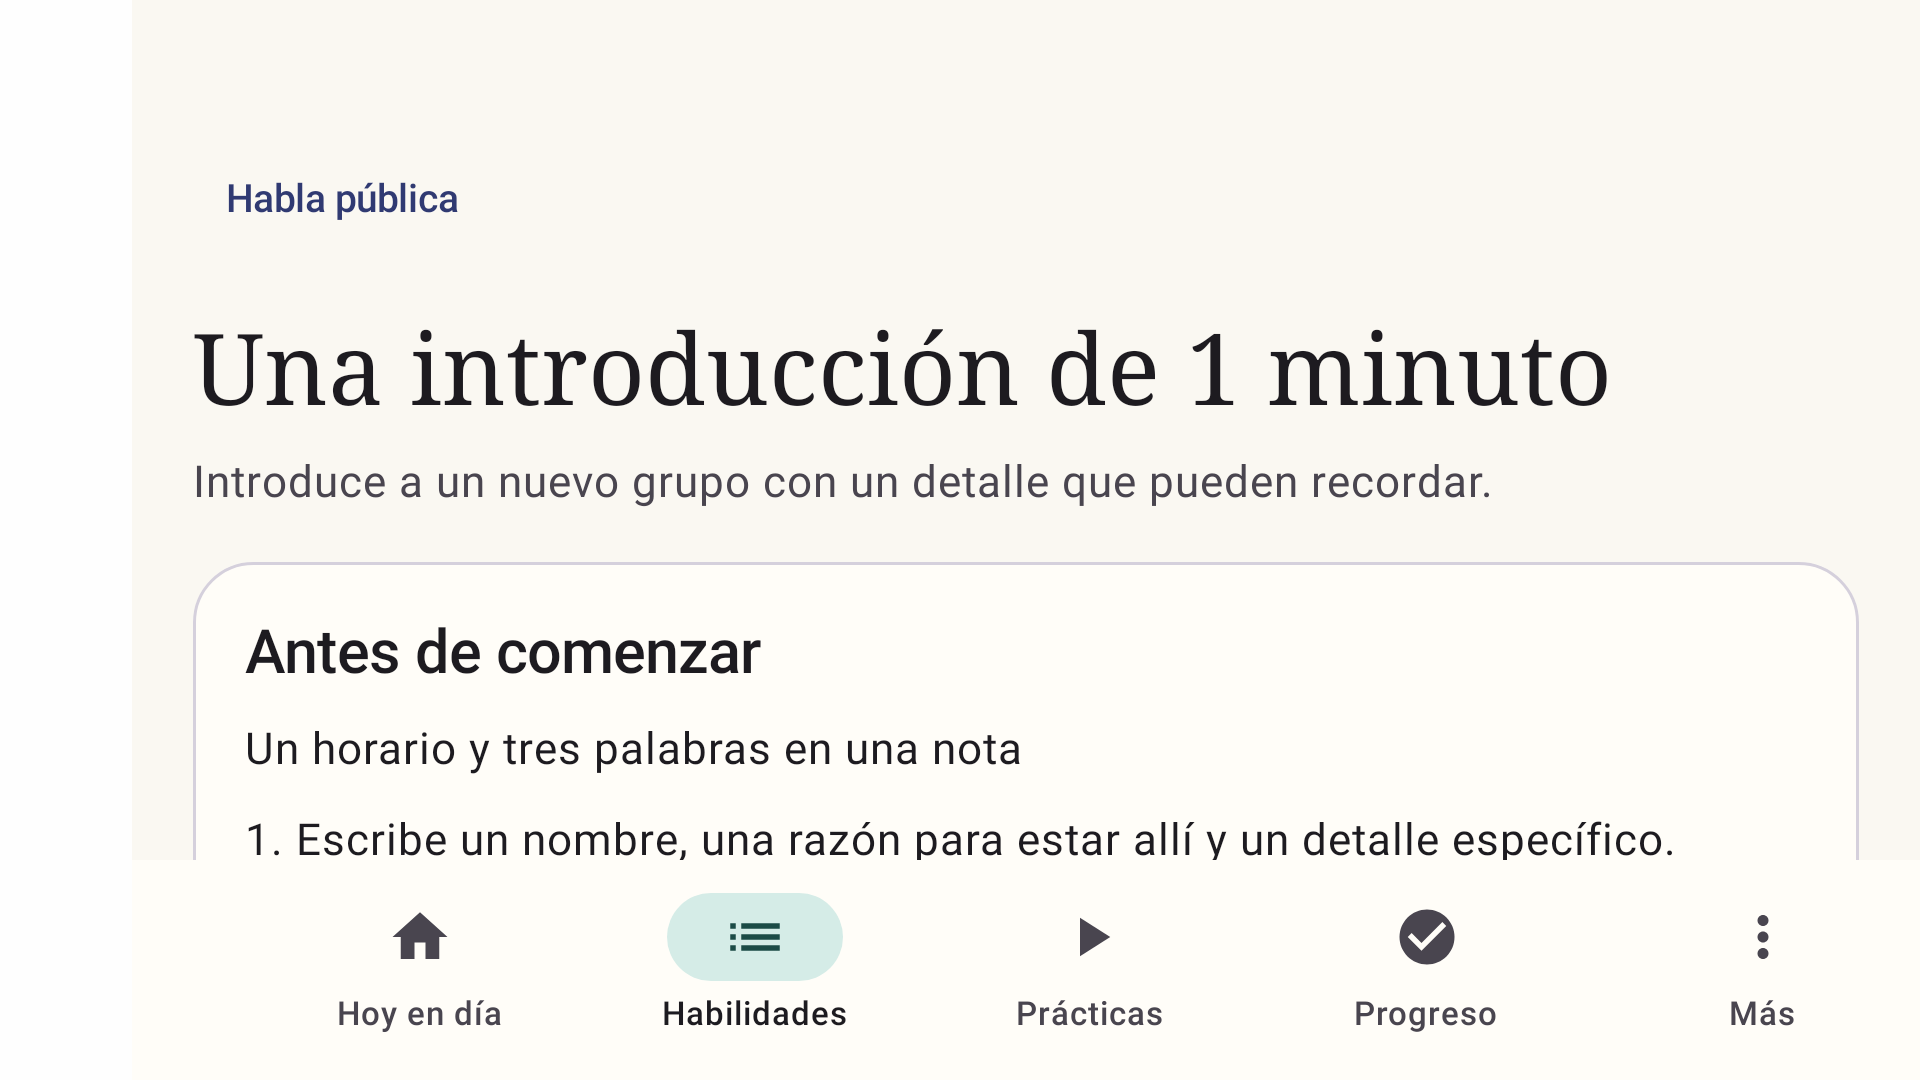 Habla pública
Una introducción de 1 minuto
Introduce a un nuevo grupo con un detalle que pueden recordar.
Antes de comenzar
Un horario y tres palabras en una nota
1. Escribe un nombre, una razón para estar allí y un detalle específico.
Hoy en día
Habilidades
Prácticas
Progreso
Más